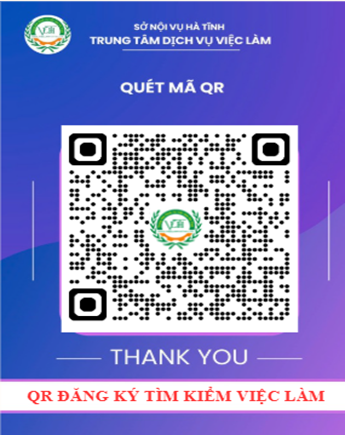 SỞ NỘI VỤ HÀ TĨNH
TRUNG TÂM DỊCH VỤ VIỆC LÀM
QUÉT MÃ QR
THANK YOU
QR ĐĂNG KÝ TÌM KIẾM VIỆC LÀM